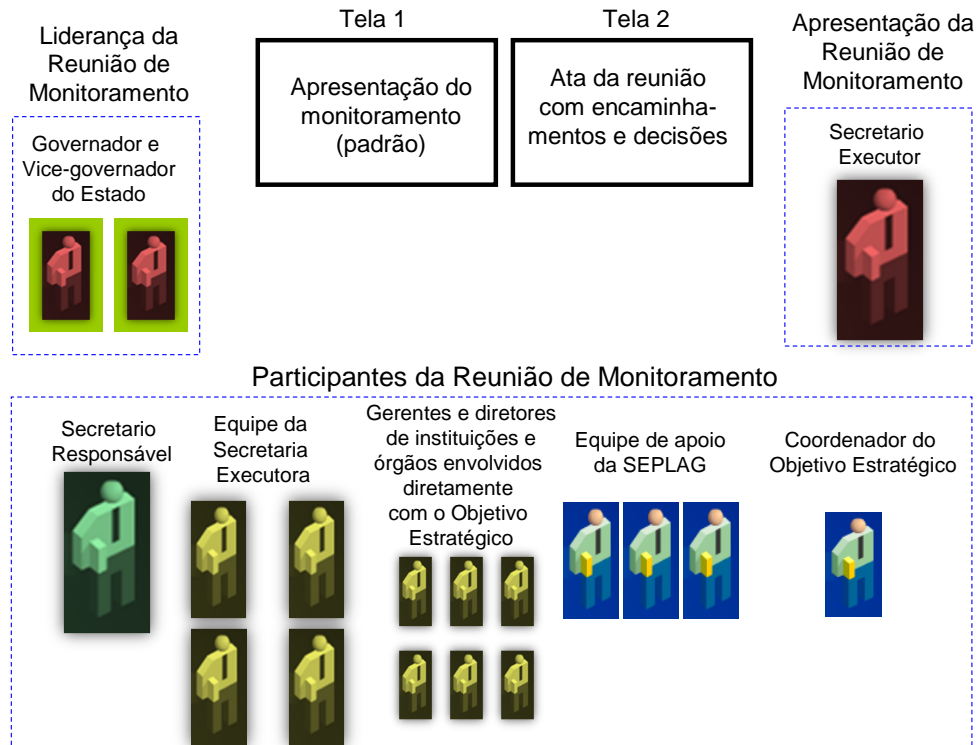 Liderança da
Reunião de
Monitoramento
Governador e
Vice-governador
do Estado
Tela 1
Apresentação do
monitoramento
(padrão)
Tela 2
Ata da reunião
com encaminha-
mentos e decisões
Apresentação da
Reunião de
Monitoramento
Secretario
Executor
Participantes da Reunião de Monitoramento
Secretario
Responsável
Equipe da
Secretaria
Executora
Gerentes e diretores
de instituições e
órgãos envolvidos
diretamente
com o Objetivo
Estratégico
Equipe de apoio
da SEPLAG
Coordenador do
Objetivo Estratégico